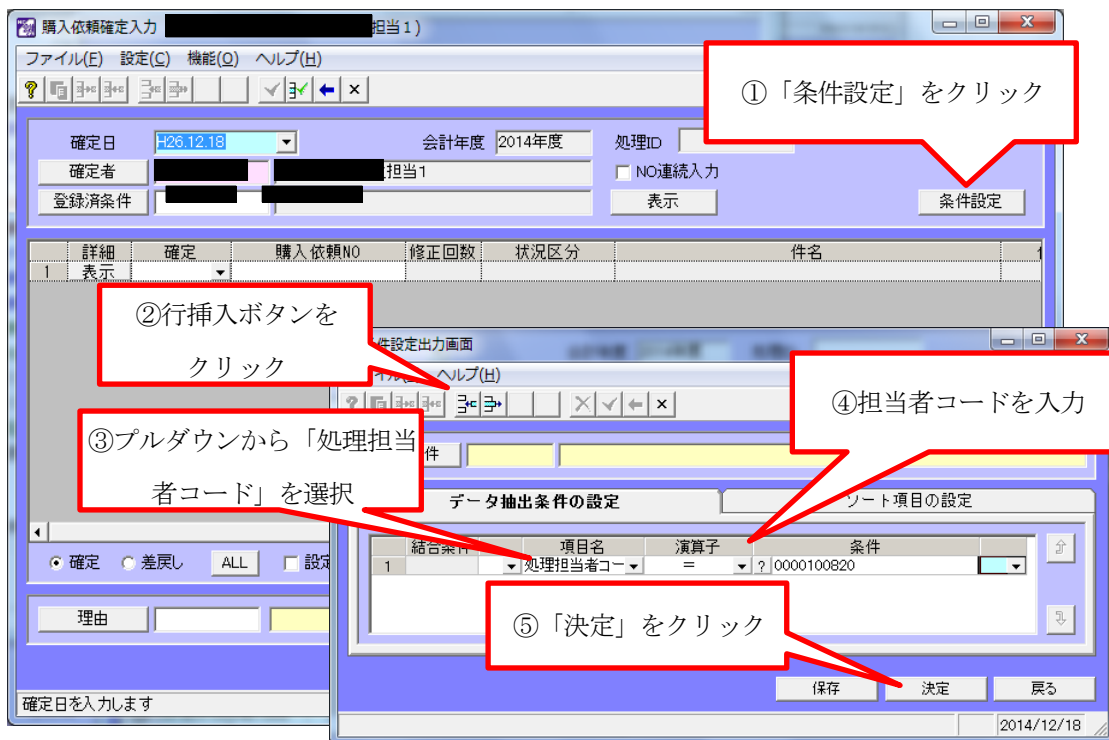 購入依頼確定入力
担当１)
ファイル(F) 設定(C) 機能(O) ヘルプ(H)
①「条件設定」をクリック
確定日 H26.12.18 会計年度 2014年度 処理ID
確定者 担当1 NO連続入力
登録済条件 表示 条件設定
詳細 確定 購入依頼NO 修正回数 状況区分 件名
1 表示
②行挿入ボタンを
クリック
件設定出力画面
ヘルプ(H)
④担当者コードを入力
③プルダウンから「処理担当
者コード」を選択
件
データ抽出条件の設定 ソート項目の設定
結合条件 項目名 演算子 条件
1 処理担当者コー = ? 0000100820
確定 差戻し ALL 設定
⑤「決定」をクリック
理由
保存 決定 戻る
確定日を入力します
2014/12/18